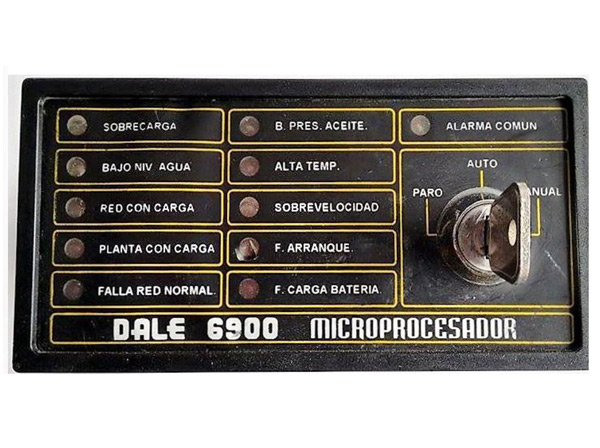 SOBRECARGA
BAJO NIV AGUA
RED CON CARGA
PLANTA CON CARGA
FALLA RED NORMAL.
B. PRES. ACEITE.
ALTA TEMP.
SOBREVELOCIDAD
F. ARRANQUE.
F. CARGA BATERIA.
ALARMA COMUN
AUTO
PARO
ANUAL
DALE 6900 MICROPROCESADOR